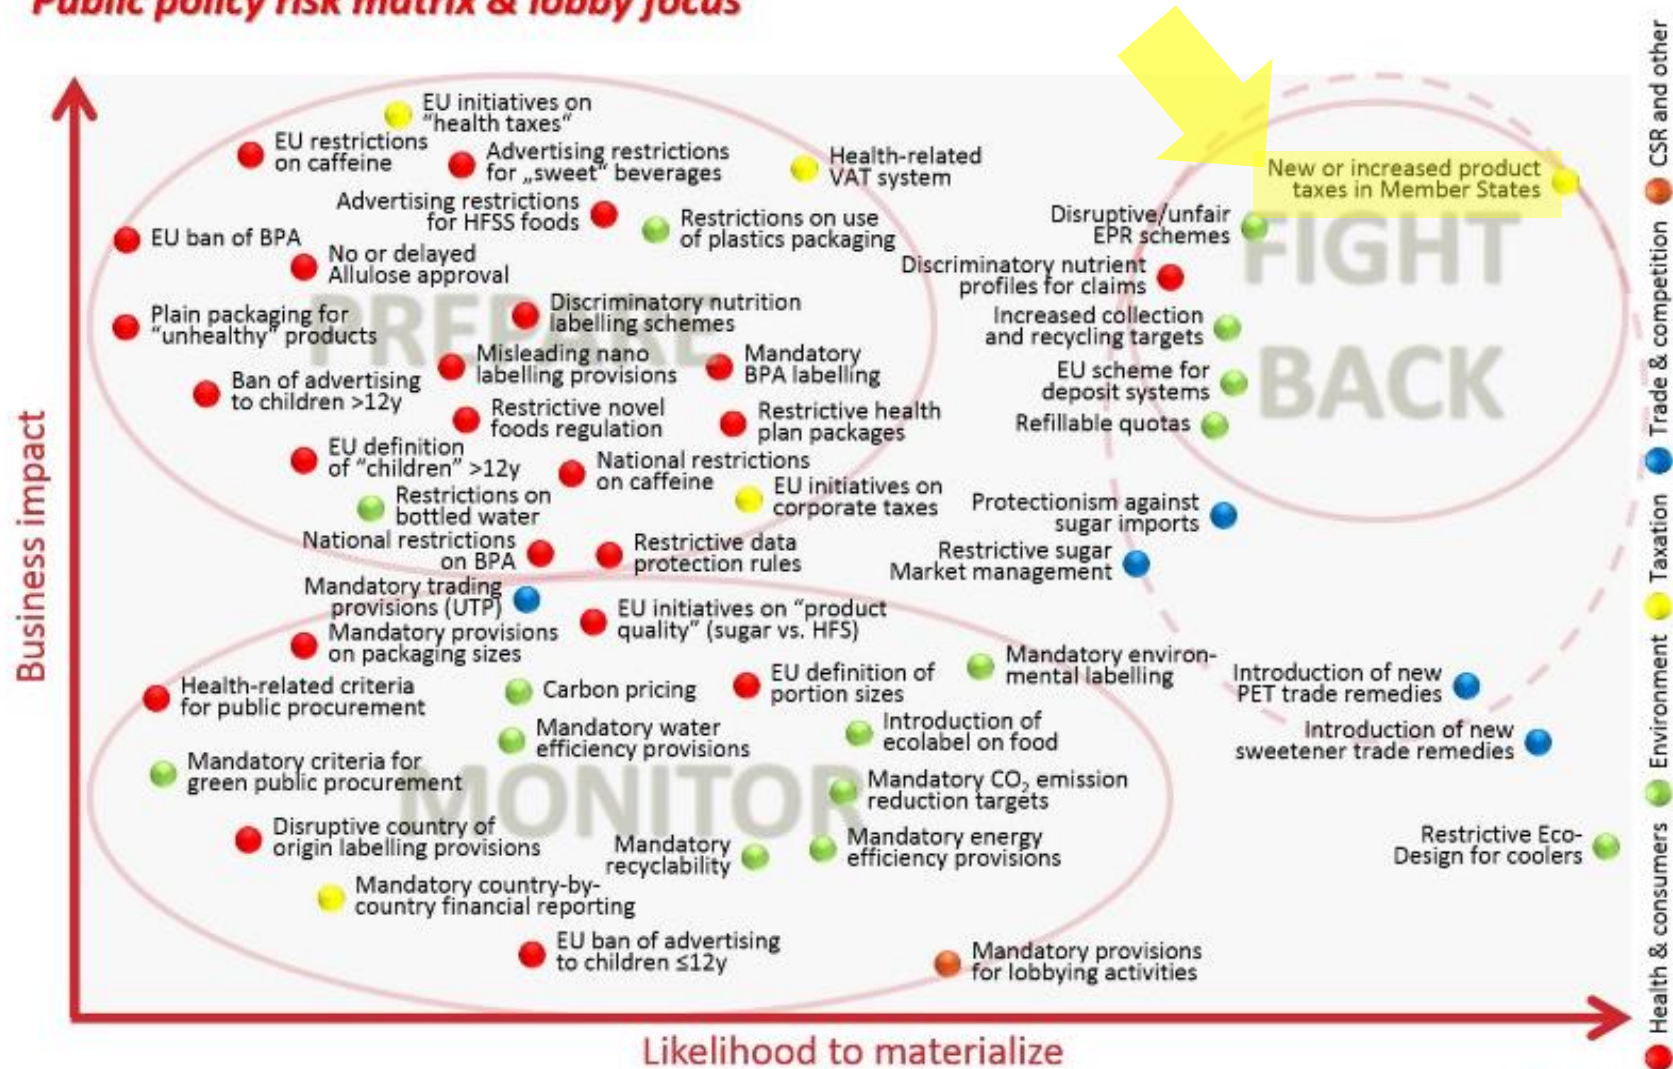 Public policy risk matrix & lobby focus
EU initiatives on
"health taxes"
EU restrictions
on caffeine
Advertising restrictions
for „sweet“ beverages
Health-related
VAT system
New or increased product
taxes in Member States
Advertising restrictions
for HFSS foods
Restrictions on use
of plastics packaging
Disruptive/unfair
EPR schemes
FIGHT
BACK
EU ban of BPA
No or delayed
Allulose approval
Discriminatory nutrient
profiles for claims
PREPARE
Plain packaging for
"unhealthy" products
Discriminatory nutrition
labelling schemes
Increased collection
and recycling targets
Misleading nano
labelling provisions
Mandatory
BPA labelling
EU scheme for
deposit systems
Ban of advertising
to children >12y
Restrictive novel
foods regulation
Restrictive health
plan packages
Refillable quotas
EU definition
of "children" >12y
National restrictions
on caffeine
EU initiatives on
corporate taxes
Restrictions on
bottled water
Protectionism against
sugar imports
National restrictions
on BPA
Restrictive data
protection rules
Restrictive sugar
Market management
Mandatory trading
provisions (UTP)
EU initiatives on "product
quality" (sugar vs. HFS)
Mandatory provisions
on packaging sizes
Mandatory environ-
mental labelling
Health-related criteria
for public procurement
Carbon pricing
EU definition of
portion sizes
Introduction of new
PET trade remedies
Mandatory water
efficiency provisions
Introduction of
ecolabel on food
Introduction of new
sweetener trade remedies
Mandatory criteria for
green public procurement
MONITOR
Mandatory CO₂ emission
reduction targets
Disruptive country of
origin labelling provisions
Mandatory
recyclability
Mandatory energy
efficiency provisions
Restrictive Eco-
Design for coolers
Mandatory country-by-
country financial reporting
EU ban of advertising
to children ≤12y
Mandatory provisions
for lobbying activities
Business impact
Likelihood to materialize
Health & consumers
Environment
Taxation
Trade & competition
CSR and other